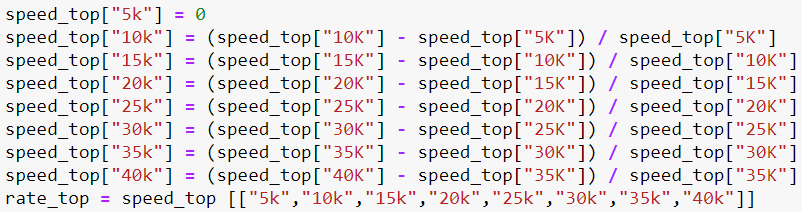 speed_top["5k"] = 0
speed_top["10k"] = (speed_top["10K"] - speed_top["5K"]) / speed_top["5K"]
speed_top["15k"] = (speed_top["15K"] - speed_top["10K"]) / speed_top["10K"]
speed_top["20k"] = (speed_top["20K"] - speed_top["15K"]) / speed_top["15K"]
speed_top["25k"] = (speed_top["25K"] - speed_top["20K"]) / speed_top["20K"]
speed_top["30k"] = (speed_top["30K"] - speed_top["25K"]) / speed_top["25K"]
speed_top["35k"] = (speed_top["35K"] - speed_top["30K"]) / speed_top["30K"]
speed_top["40k"] = (speed_top["40K"] - speed_top["35K"]) / speed_top["35K"]
rate_top = speed_top [["5k","10k","15k","20k","25k","30k","35k","40k"]]